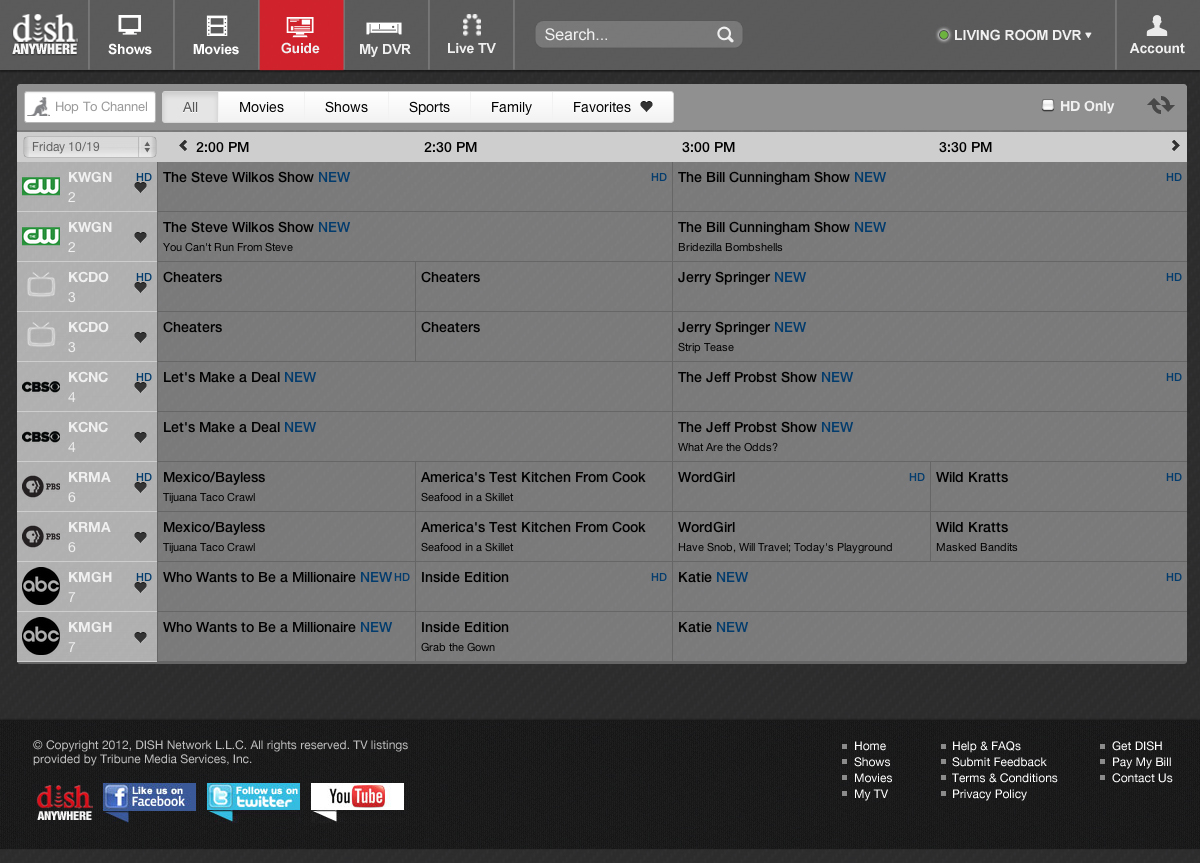 dish
ANYWHERE
Shows
Movies
Guide
My DVR
Live TV
Search...
LIVING ROOM DVR ▾
Account
Hop To Channel
All
Movies
Shows
Sports
Family
Favorites
HD Only
Friday 10/19
2:00 PM
2:30 PM
3:00 PM
3:30 PM
CW KWGN HD
2
The Steve Wilkos Show NEW HD
The Bill Cunningham Show NEW HD
CW KWGN
2
The Steve Wilkos Show NEW
You Can't Run From Steve
The Bill Cunningham Show NEW
Bridezilla Bombshells
KCDO HD
3
Cheaters
Cheaters
Jerry Springer NEW HD
KCDO
3
Cheaters
Cheaters
Jerry Springer NEW
Strip Tease
CBS KCNC HD
4
Let's Make a Deal NEW
The Jeff Probst Show NEW HD
CBS KCNC
4
Let's Make a Deal NEW
The Jeff Probst Show NEW
What Are the Odds?
PBS KRMA HD
6
Mexico/Bayless
Tijuana Taco Crawl
America's Test Kitchen From Cook
Seafood in a Skillet
WordGirl HD
Wild Kratts HD
PBS KRMA
6
Mexico/Bayless
Tijuana Taco Crawl
America's Test Kitchen From Cook
Seafood in a Skillet
WordGirl
Have Snob, Will Travel; Today's Playground
Wild Kratts
Masked Bandits
abc KMGH HD
7
Who Wants to Be a Millionaire NEW HD
Inside Edition HD
Katie NEW HD
abc KMGH
7
Who Wants to Be a Millionaire NEW
Inside Edition
Grab the Gown
Katie NEW
© Copyright 2012, DISH Network L.L.C. All rights reserved. TV listings
provided by Tribune Media Services, Inc.
dish
ANYWHERE
f Like us on
Facebook
Follow us on
twitter
YouTube
Home
Shows
Movies
My TV
Help & FAQs
Submit Feedback
Terms & Conditions
Privacy Policy
Get DISH
Pay My Bill
Contact Us